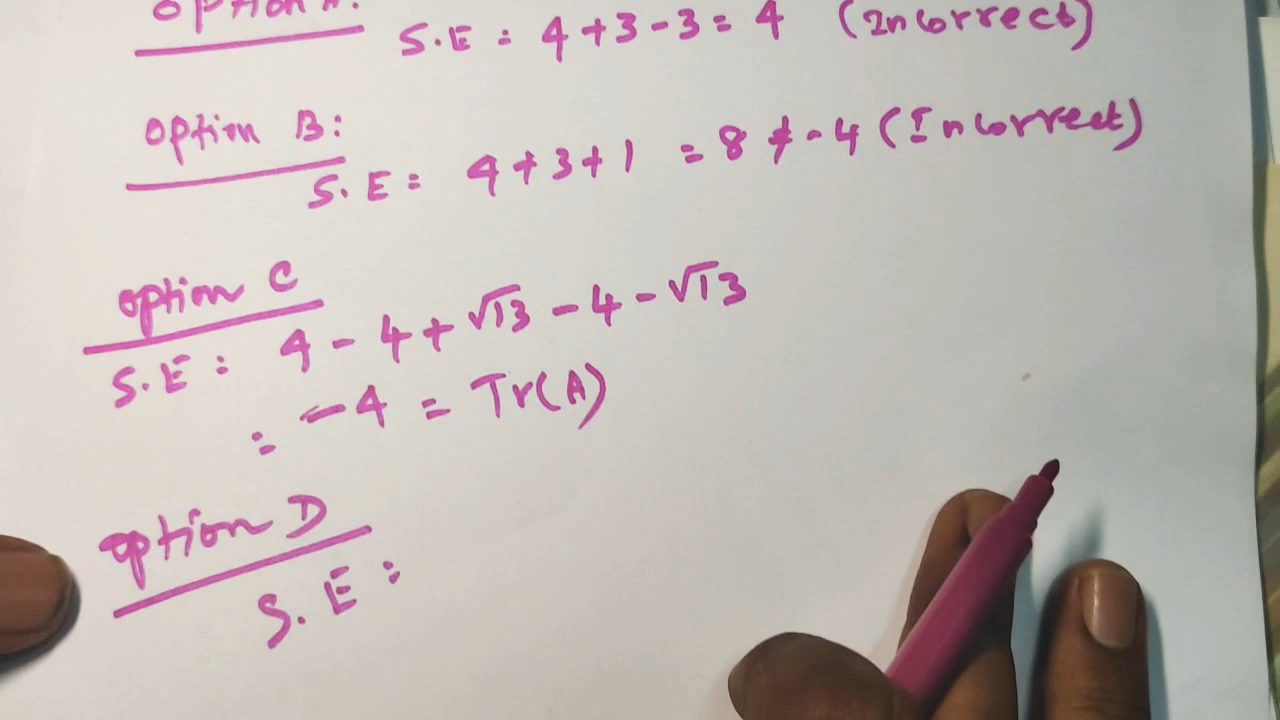 option A:
S.E = 4+3-3 = 4 (Incorrect)
option B:
S.E = 4+3+1 = 8 ≠ -4 (Incorrect)
option C
S.E = 4-4+√13-4-√13
= -4 = Tr(A)
option D
S.E =